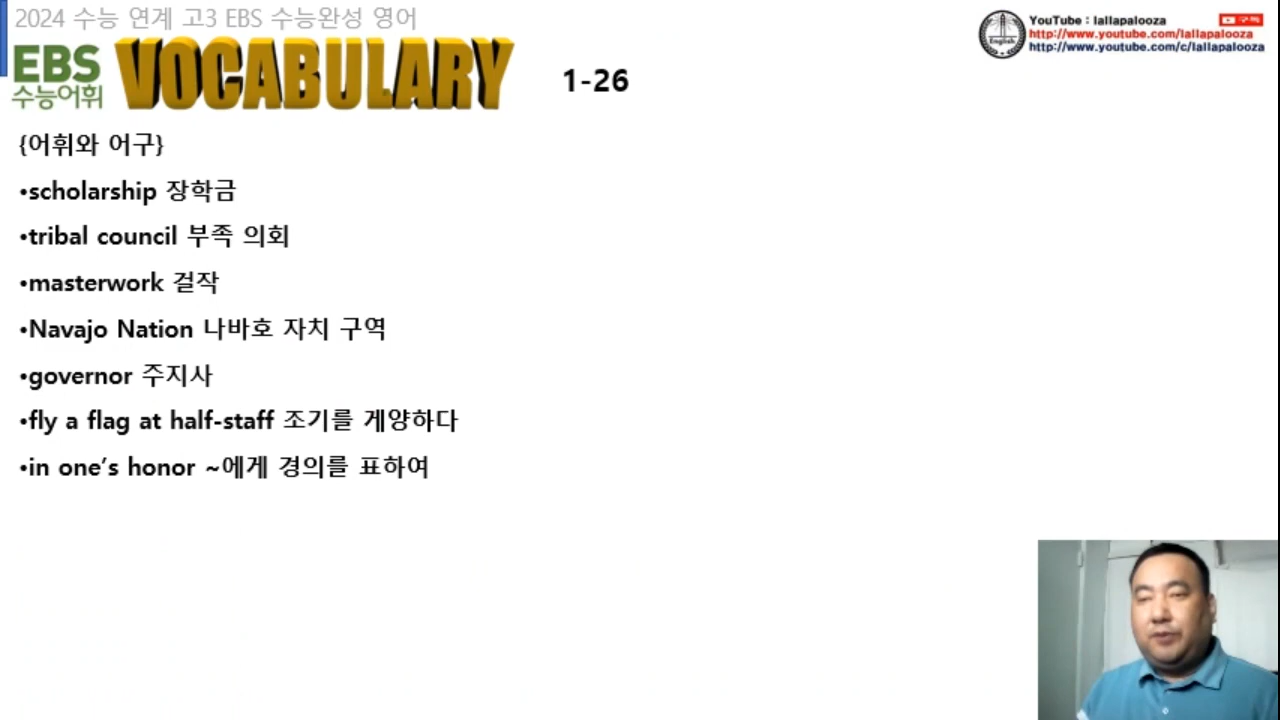 2024 수능 연계 고3 EBS 수능완성 영어
EBS
수능어휘
VOCABULARY
1-26
YouTube : lallapalooza
구독
http://www.youtube.com/lallapalooza
http://www.youtube.com/c/lallapalooza
English
{어휘와 어구}
•scholarship 장학금
•tribal council 부족 의회
•masterwork 걸작
•Navajo Nation 나바호 자치 구역
•governor 주지사
•fly a flag at half-staff 조기를 게양하다
•in one’s honor ~에게 경의를 표하여